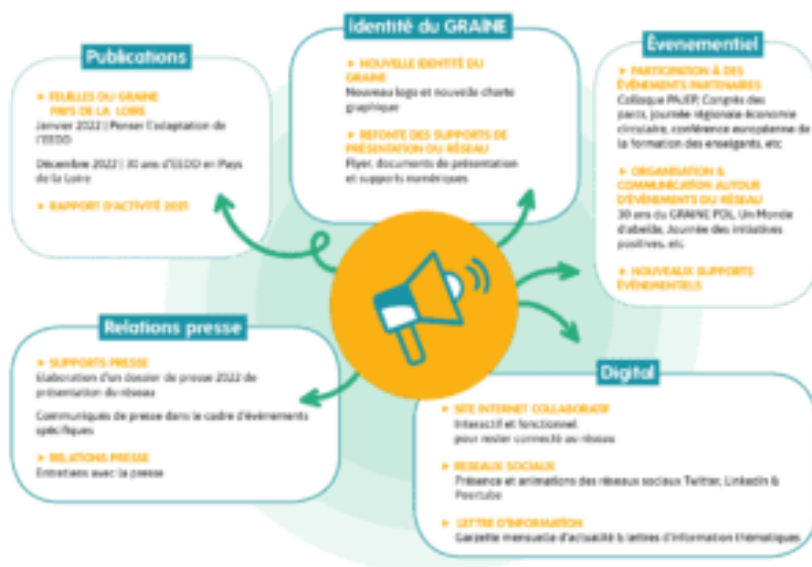 Publications
► FEUILLES DU GRAINE
PAYS DE LA LOIRE
Janvier 2022 | Penser l'adaptation de
l'EEDD
Décembre 2022 | 30 ans d'EEDD en Pays
de la Loire
► RAPPORT D'ACTIVITÉ 2021
Identité du GRAINE
► NOUVELLE IDENTITÉ DU
GRAINE
Nouveau logo et nouvelle charte
graphique
► REFONTE DES SUPPORTS DE
PRÉSENTATION DU RÉSEAU
Flyer, documents de présentation
et supports numériques
Évenementiel
► PARTICIPATION À DES
ÉVÉNEMENTS PARTENAIRES
Colloque PAJEP, Congrès des
parcs, journée régionale économie
circulaire, conférence européenne de
la formation des enseignants, etc
► ORGANISATION &
COMMUNICATION AUTOUR
D'ÉVÉNEMENTS DU RÉSEAU
30 ans du GRAINE PDL, Un Monde
d'abeille, Journée des initiatives
positives, etc
► NOUVEAUX SUPPORTS
ÉVÉNEMENTIELS
Relations presse
► SUPPORTS PRESSE
Elaboration d'un dossier de presse 2022 de
présentation du réseau
Communiqués de presse dans le cadre d'événements
spécifiques
► RELATIONS PRESSE
Entretiens avec la presse
Digital
► SITE INTERNET COLLABORATIF
Interactif et fonctionnel
pour rester connecté au réseau
► RESEAUX SOCIAUX
Présence et animations des réseaux sociaux Twitter, LinkedIn &
Peertube
► LETTRE D'INFORMATION
Gazette mensuelle d'actualité & lettres d'information thématiques